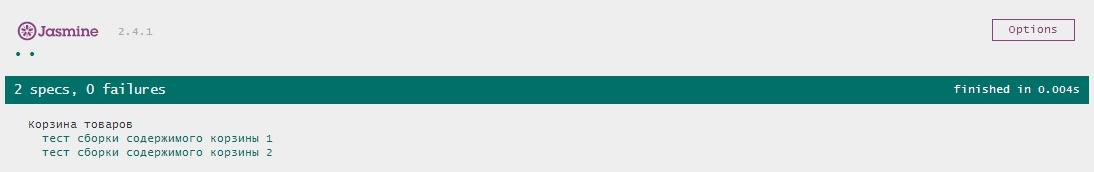 Jasmine 2.4.1 Options
• •
2 specs, 0 failures finished in 0.004s
Корзина товаров
тест сборки содержимого корзины 1
тест сборки содержимого корзины 2